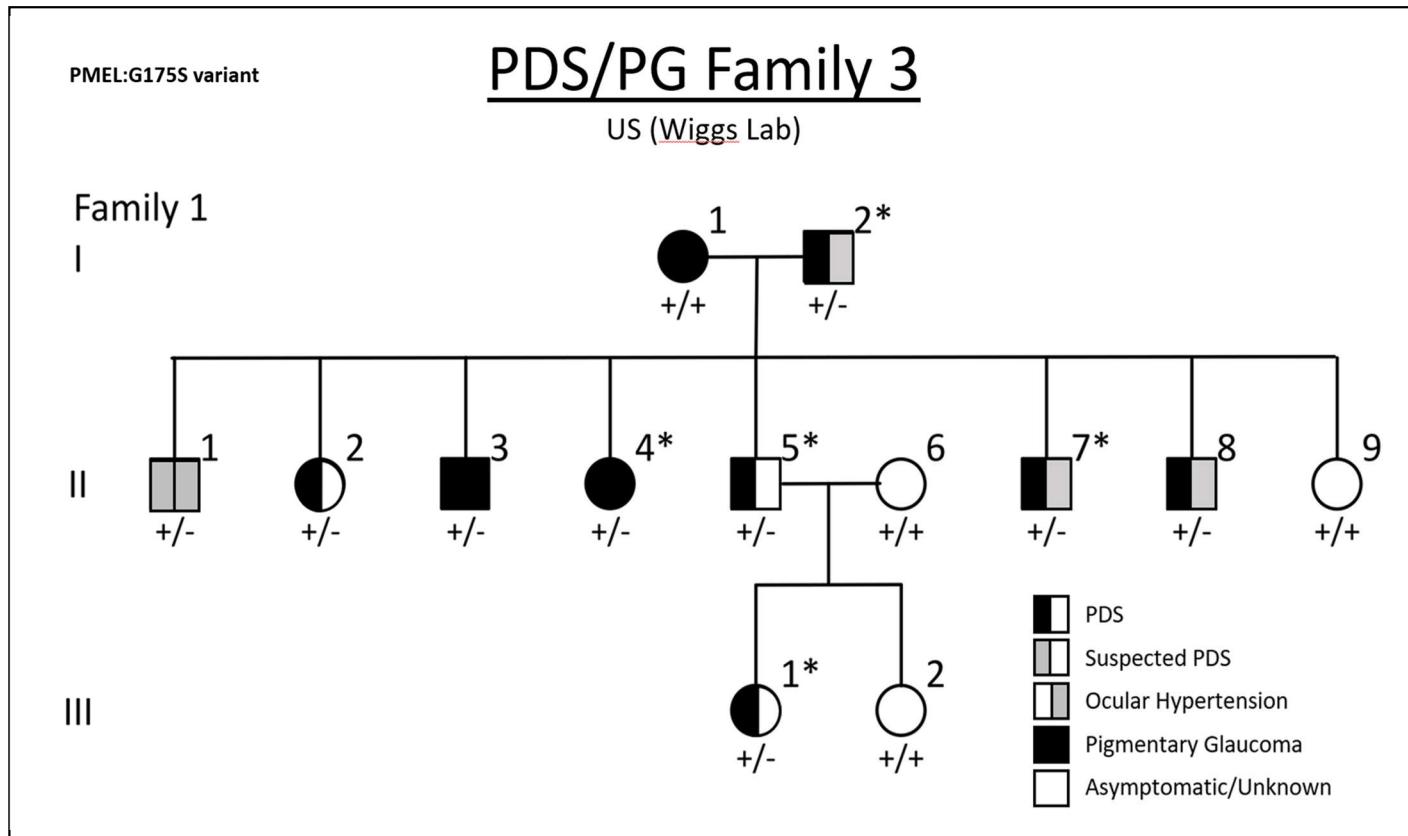 PMEL:G175S variant
PDS/PG Family 3
US (Wiggs Lab)
Family 1
I
1 2*
+/+ +/-
II
1 2 3 4* 5* 6 7* 8 9
+/- +/- +/- +/- +/- +/+ +/- +/- +/+
III
1* 2
+/- +/+
PDS
Suspected PDS
Ocular Hypertension
Pigmentary Glaucoma
Asymptomatic/Unknown